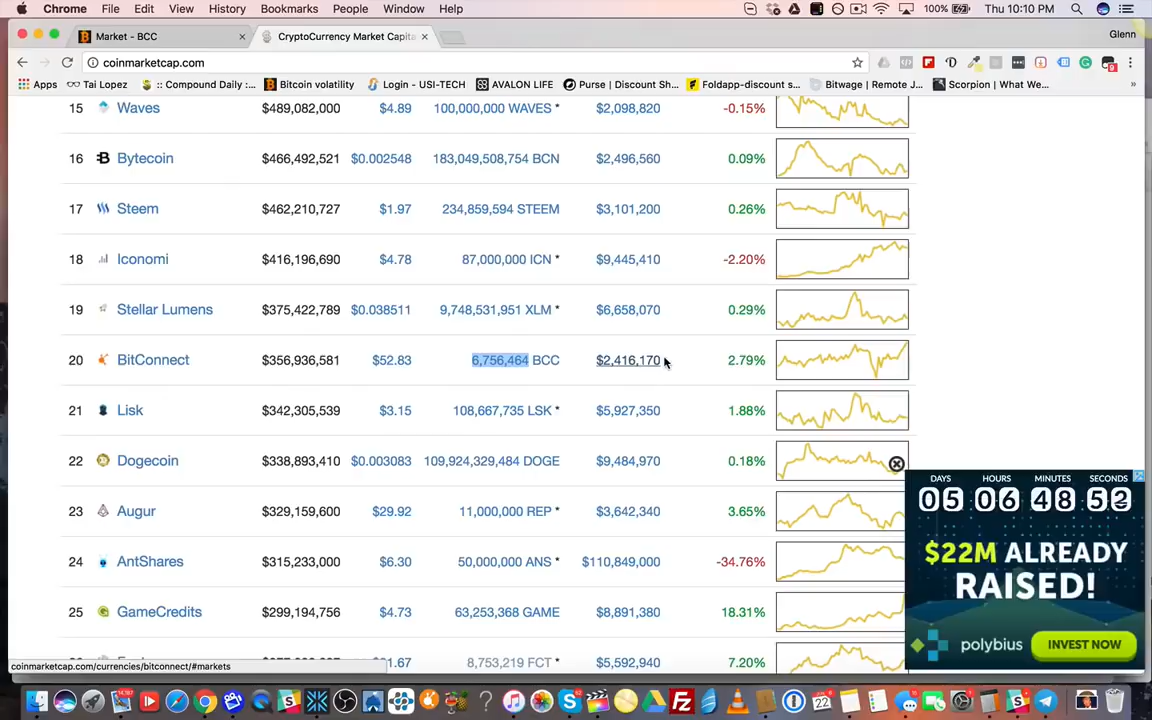 Chrome File Edit View History Bookmarks People Window Help 100% Thu 10:10 PM
Market - BCC CryptoCurrency Market Capita Glenn
coinmarketcap.com
Apps Tai Lopez :: Compound Daily :... Bitcoin volatility Login - USI-TECH AVALON LIFE Purse | Discount Sh... Foldapp-discount s... Bitwage | Remote J... Scorpion | What We...
15 Waves $489,082,000 $4.89 100,000,000 WAVES * $2,098,820 -0.15%
16 Bytecoin $466,492,521 $0.002548 183,049,508,754 BCN $2,496,560 0.09%
17 Steem $462,210,727 $1.97 234,859,594 STEEM $3,101,200 0.26%
18 Iconomi $416,196,690 $4.78 87,000,000 ICN * $9,445,410 -2.20%
19 Stellar Lumens $375,422,789 $0.038511 9,748,531,951 XLM * $6,658,070 0.29%
20 BitConnect $356,936,581 $52.83 6,756,464 BCC $2,416,170 2.79%
21 Lisk $342,305,539 $3.15 108,667,735 LSK * $5,927,350 1.88%
22 Dogecoin $338,893,410 $0.003083 109,924,329,484 DOGE $9,484,970 0.18%
23 Augur $329,159,600 $29.92 11,000,000 REP * $3,642,340 3.65%
24 AntShares $315,233,000 $6.30 50,000,000 ANS * $110,849,000 -34.76%
25 GameCredits $299,194,756 $4.73 63,253,368 GAME $8,891,380 18.31%
8,753,219 FCT * $5,592,940 7.20%
DAYS HOURS MINUTES SECONDS
05 06 48 52
$22M ALREADY
RAISED!
polybius INVEST NOW
coinmarketcap.com/currencies/bitconnect/#markets